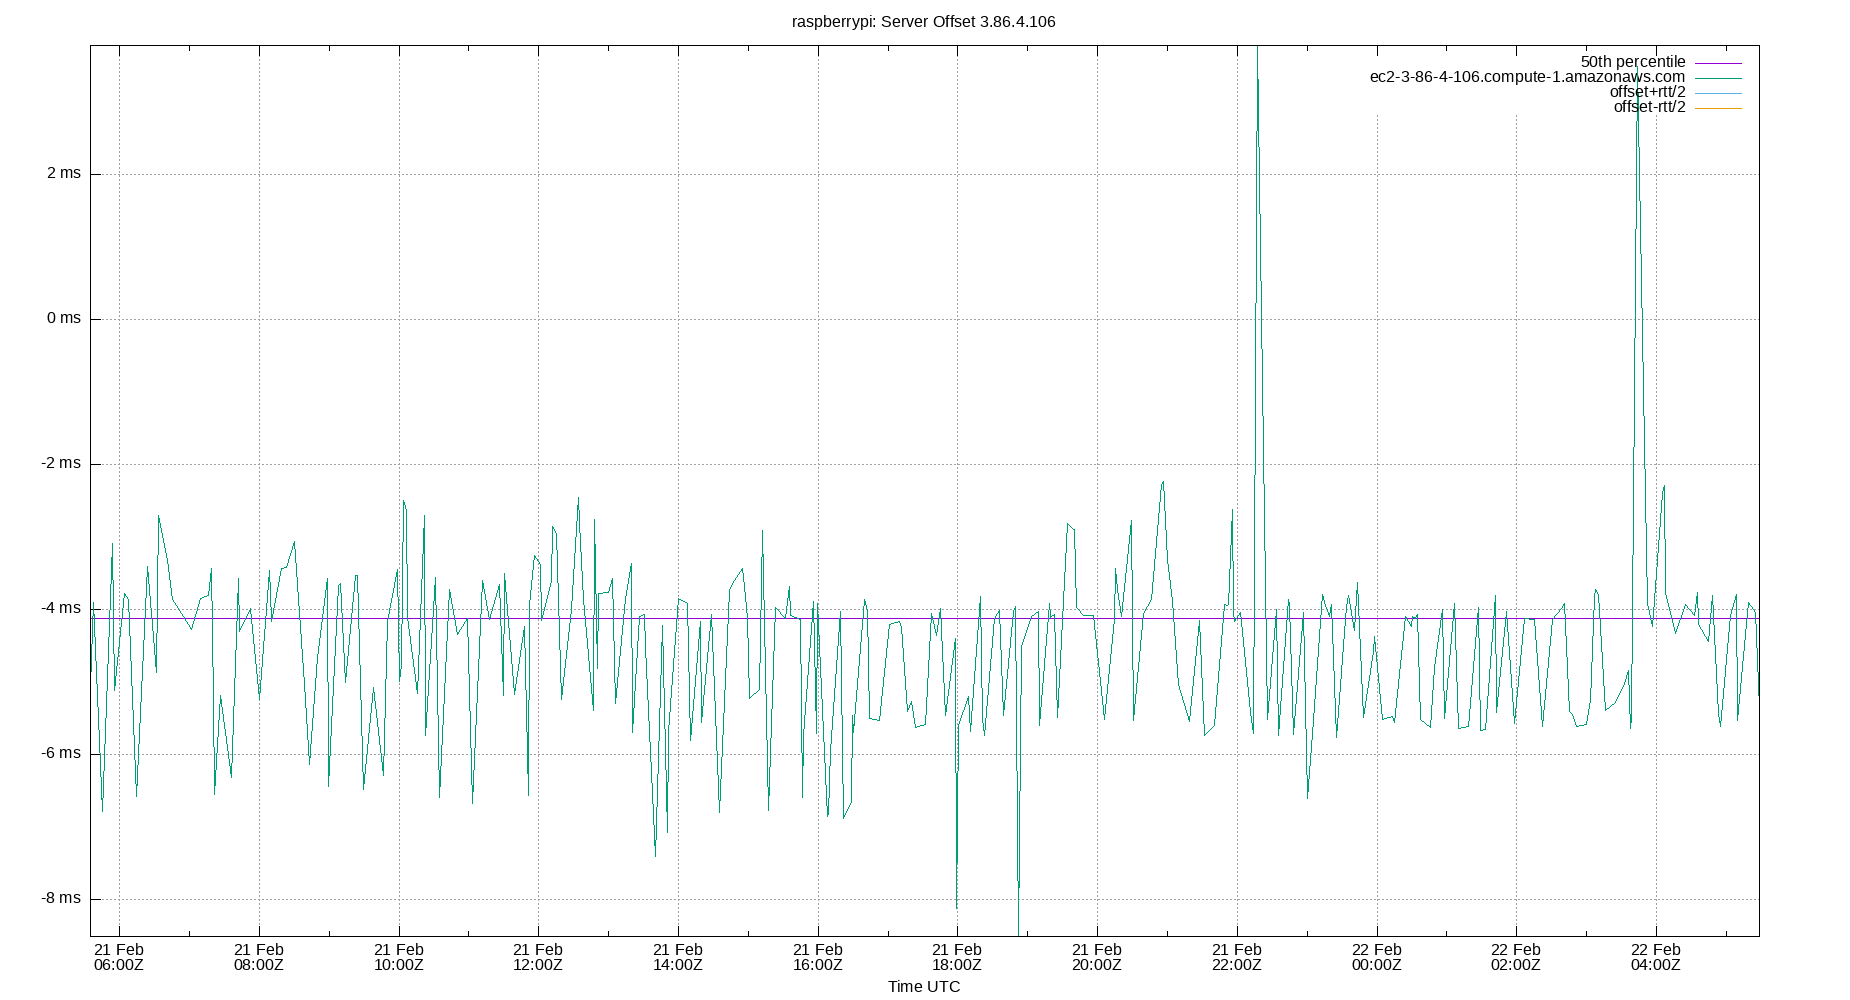 raspberrypi: Server Offset 3.86.4.106
50th percentile
ec2-3-86-4-106.compute-1.amazonaws.com
offset+rtt/2
offset-rtt/2
2 ms
0 ms
-2 ms
-4 ms
-6 ms
-8 ms
21 Feb 21 Feb 21 Feb 21 Feb 21 Feb 21 Feb 21 Feb 21 Feb 21 Feb 22 Feb 22 Feb 22 Feb
06:00Z 08:00Z 10:00Z 12:00Z 14:00Z 16:00Z 18:00Z 20:00Z 22:00Z 00:00Z 02:00Z 04:00Z
Time UTC